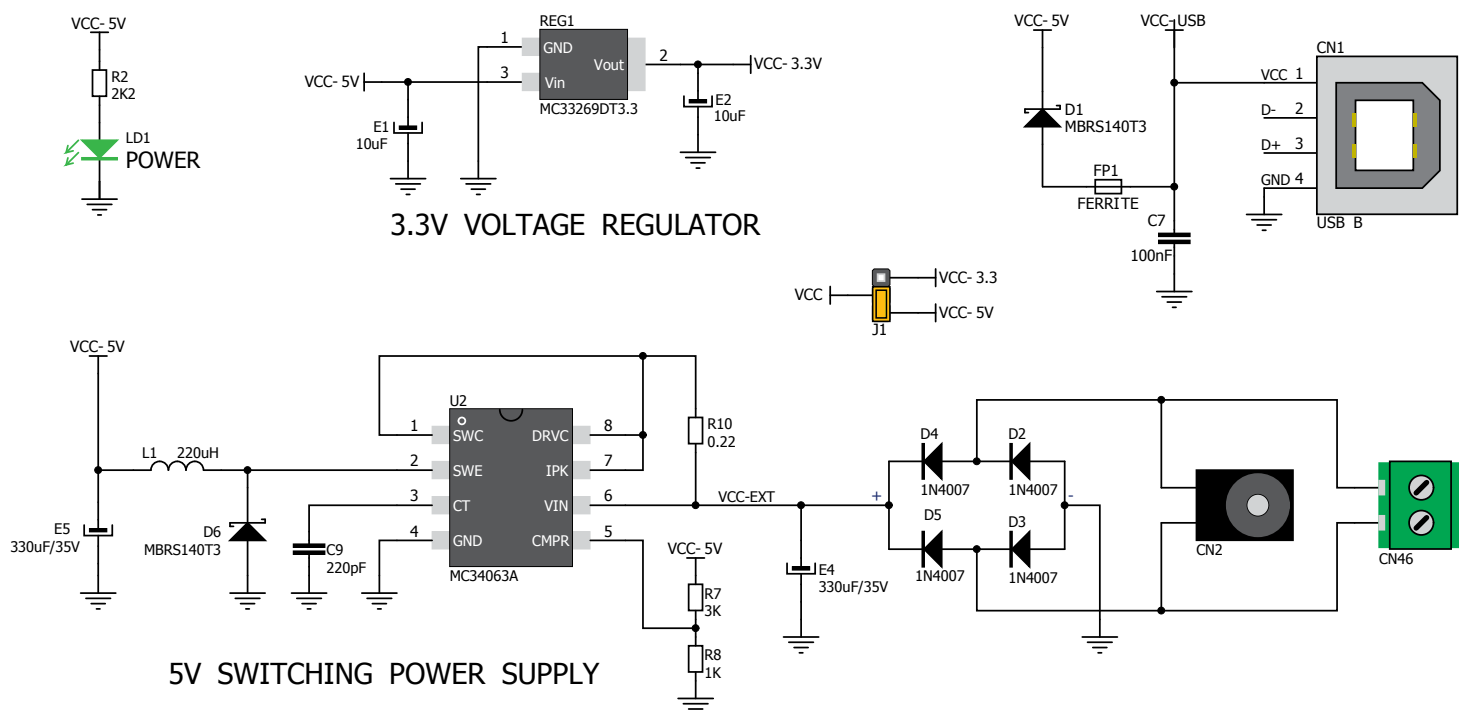 VCC-5V
R2
2K2
LD1
POWER
REG1
1
GND
Vout
2
VCC-3.3V
VCC-5V
3
Vin
MC33269DT3.3
E1
10uF
E2
10uF
3.3V VOLTAGE REGULATOR
VCC-5V
VCC-USB
CN1
VCC 1
D- 2
D+ 3
GND 4
USB B
D1
MBRS140T3
FP1
FERRITE
C7
100nF
VCC
VCC-3.3
VCC-5V
J1
VCC-5V
L1 220uH
E5
330uF/35V
D6
MBRS140T3
C9
220pF
U2
1 SWC DRVC 8
2 SWE IPK 7
3 CT VIN 6
4 GND CMPR 5
MC34063A
R10
0.22
VCC-EXT
VCC-5V
R7
3K
R8
1K
E4
330uF/35V
+
-
D4
1N4007
D2
1N4007
D5
1N4007
D3
1N4007
CN2
CN46
5V SWITCHING POWER SUPPLY